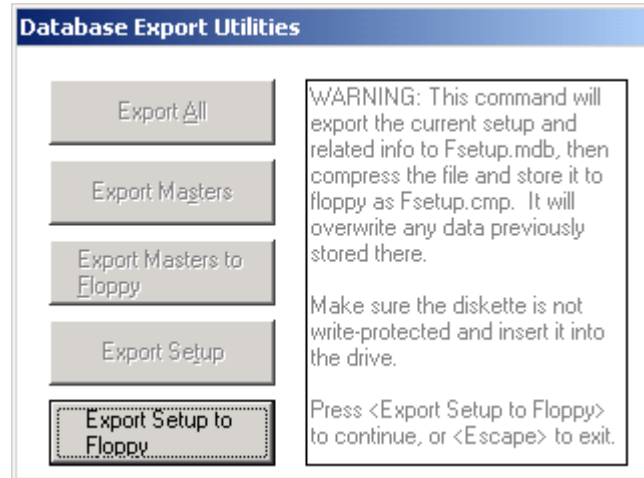 Database Export Utilities
Export All
Export Masters
Export Masters to
Floppy
Export Setup
Export Setup to
Floppy
WARNING: This command will
export the current setup and
related info to Fsetup.mdb, then
compress the file and store it to
floppy as Fsetup.cmp. It will
overwrite any data previously
stored there.
Make sure the diskette is not
write-protected and insert it into
the drive.
Press <Export Setup to Floppy>
to continue, or <Escape> to exit.